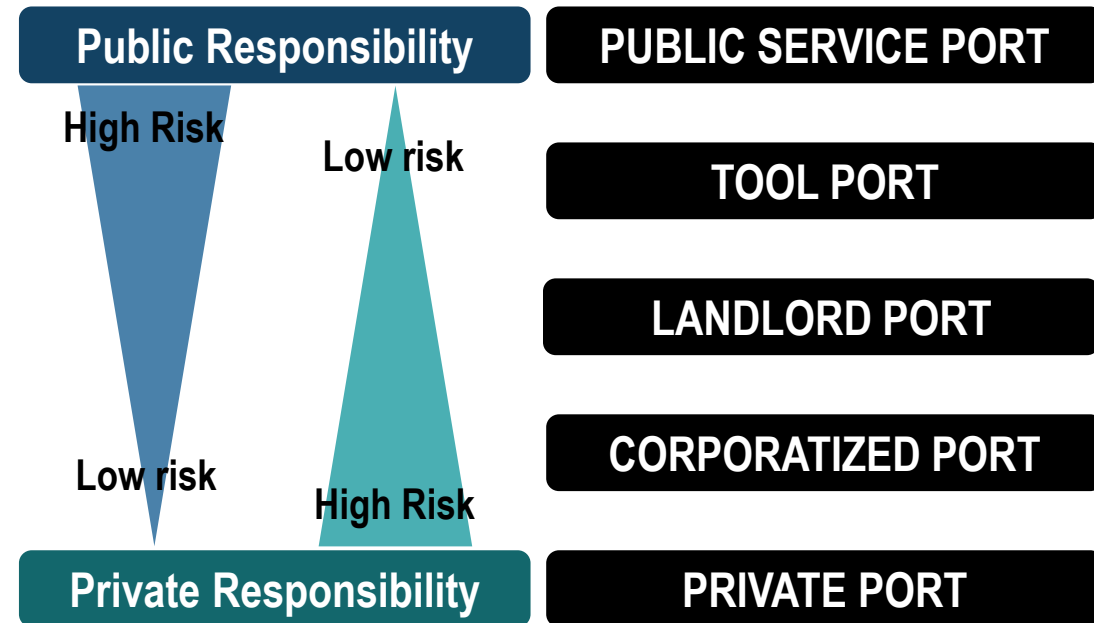 Public Responsibility
PUBLIC SERVICE PORT
High Risk
Low risk
TOOL PORT
LANDLORD PORT
CORPORATIZED PORT
Low risk
High Risk
Private Responsibility
PRIVATE PORT